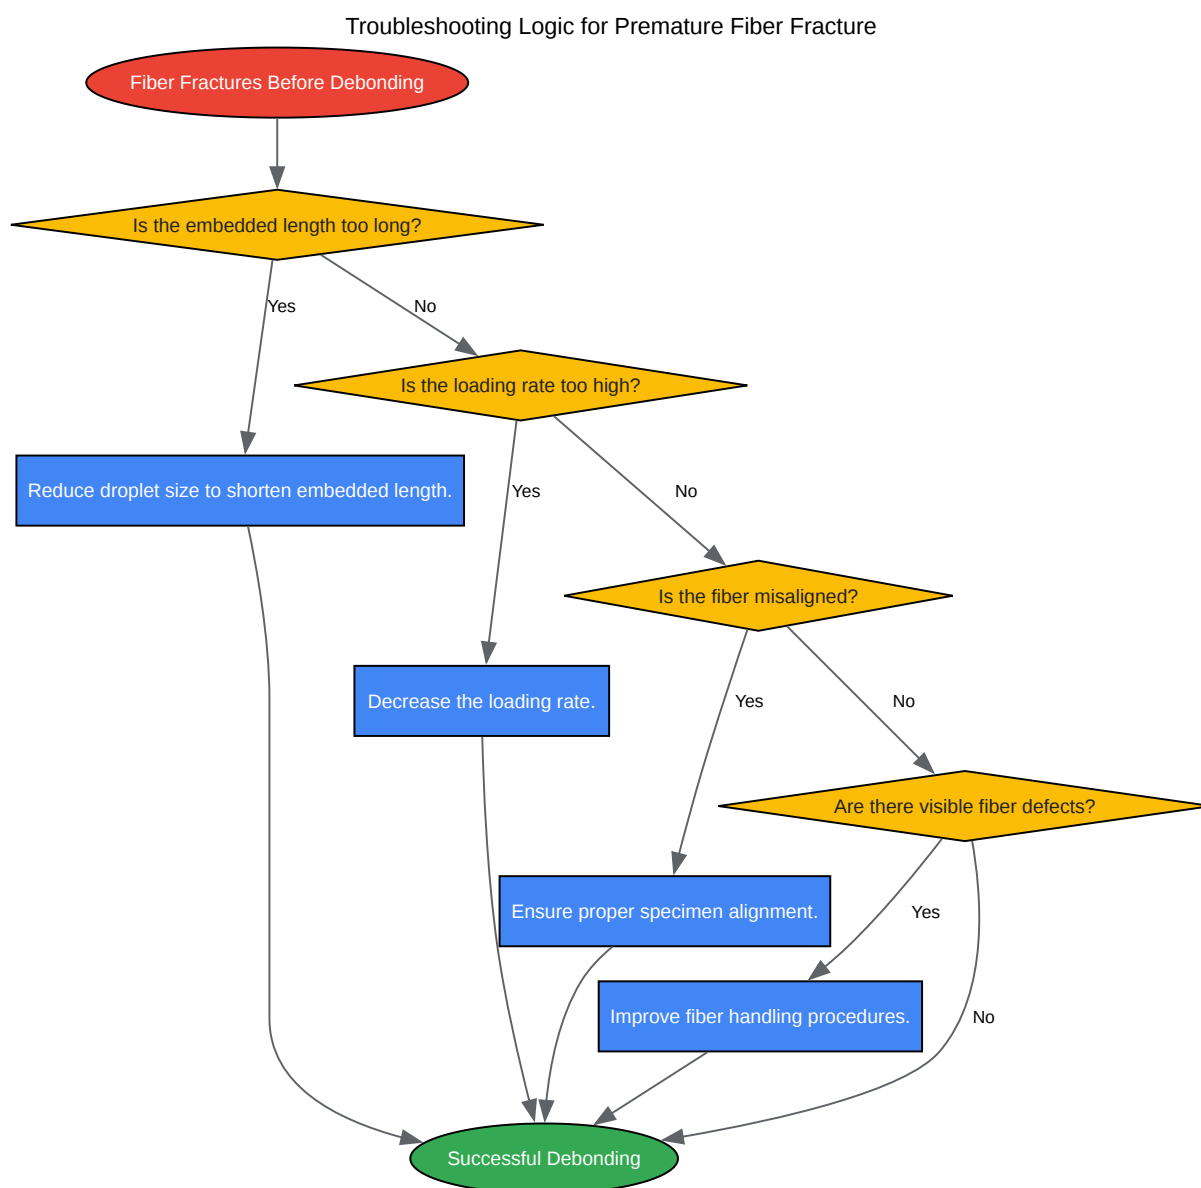 Troubleshooting Logic for Premature Fiber Fracture
Fiber Fractures Before Debonding
Is the embedded length too long?
Yes
No
Is the loading rate too high?
Reduce droplet size to shorten embedded length.
Yes
No
Is the fiber misaligned?
Decrease the loading rate.
Yes
No
Are there visible fiber defects?
Ensure proper specimen alignment.
Yes
Improve fiber handling procedures.
No
Successful Debonding